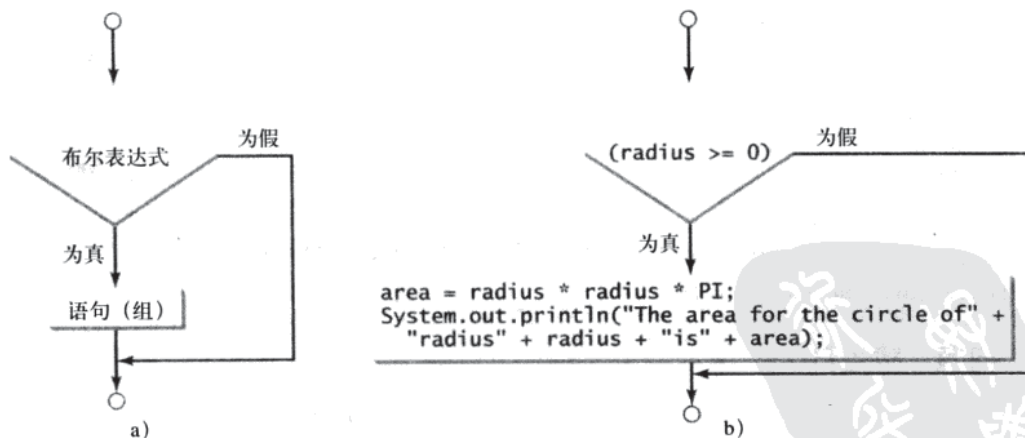 布尔表达式
为假
为真
语句（组）
a）
(radius >= 0)
为假
为真
area = radius * radius * PI;
System.out.println("The area for the circle of" +
"radius" + radius + "is" + area);
b）